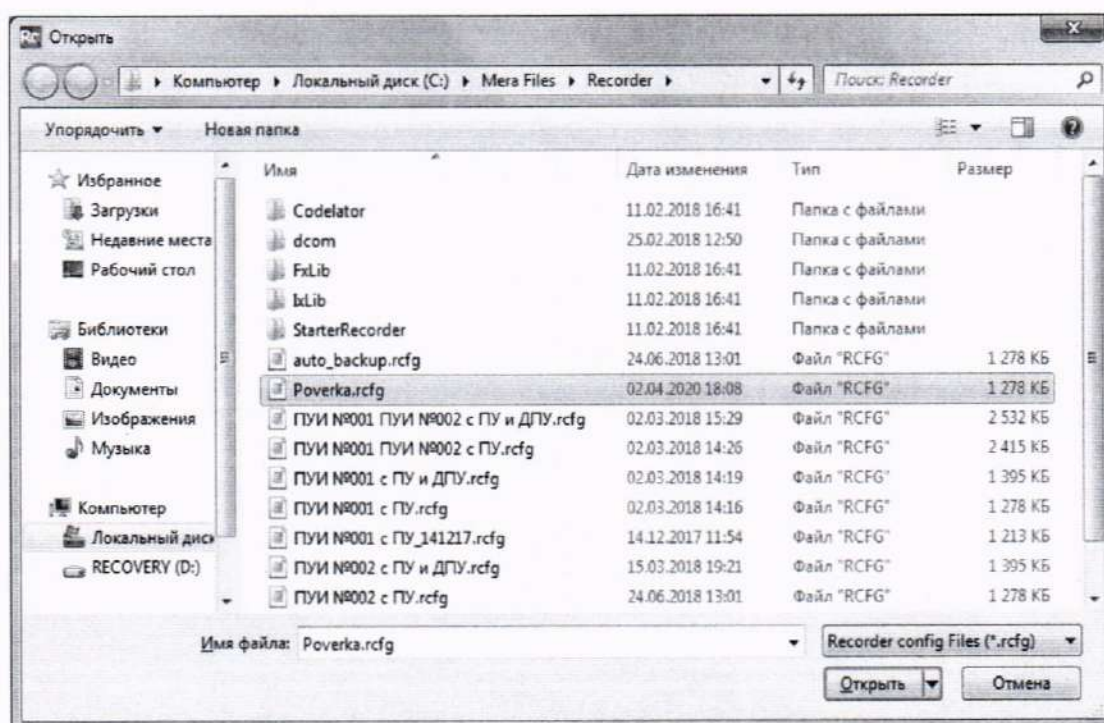 Открыть
Компьютер ▸ Локальный диск (C:) ▸ Mera Files ▸ Recorder ▸
Поиск: Recorder
Упорядочить ▾ Новая папка
Избранное
Загрузки
Недавние места
Рабочий стол
Библиотеки
Видео
Документы
Изображения
Музыка
Компьютер
Локальный диск
RECOVERY (D:)
Имя Дата изменения Тип Размер
Codelator 11.02.2018 16:41 Папка с файлами
dcom 25.02.2018 12:50 Папка с файлами
FxLib 11.02.2018 16:41 Папка с файлами
IxLib 11.02.2018 16:41 Папка с файлами
StarterRecorder 11.02.2018 16:41 Папка с файлами
auto_backup.rcfg 24.06.2018 13:01 Файл "RCFG" 1 278 КБ
Poverka.rcfg 02.04.2020 18:08 Файл "RCFG" 1 278 КБ
ПУИ №001 ПУИ №002 с ПУ и ДПУ.rcfg 02.03.2018 15:29 Файл "RCFG" 2 532 КБ
ПУИ №001 ПУИ №002 с ПУ.rcfg 02.03.2018 14:26 Файл "RCFG" 2 415 КБ
ПУИ №001 с ПУ и ДПУ.rcfg 02.03.2018 14:19 Файл "RCFG" 1 395 КБ
ПУИ №001 с ПУ.rcfg 02.03.2018 14:16 Файл "RCFG" 1 278 КБ
ПУИ №001 с ПУ_141217.rcfg 14.12.2017 11:54 Файл "RCFG" 1 213 КБ
ПУИ №002 с ПУ и ДПУ.rcfg 15.03.2018 19:21 Файл "RCFG" 1 395 КБ
ПУИ №002 с ПУ.rcfg 24.06.2018 13:01 Файл "RCFG" 1 278 КБ
Имя файла: Poverka.rcfg Recorder config Files (*.rcfg)
Открыть Отмена